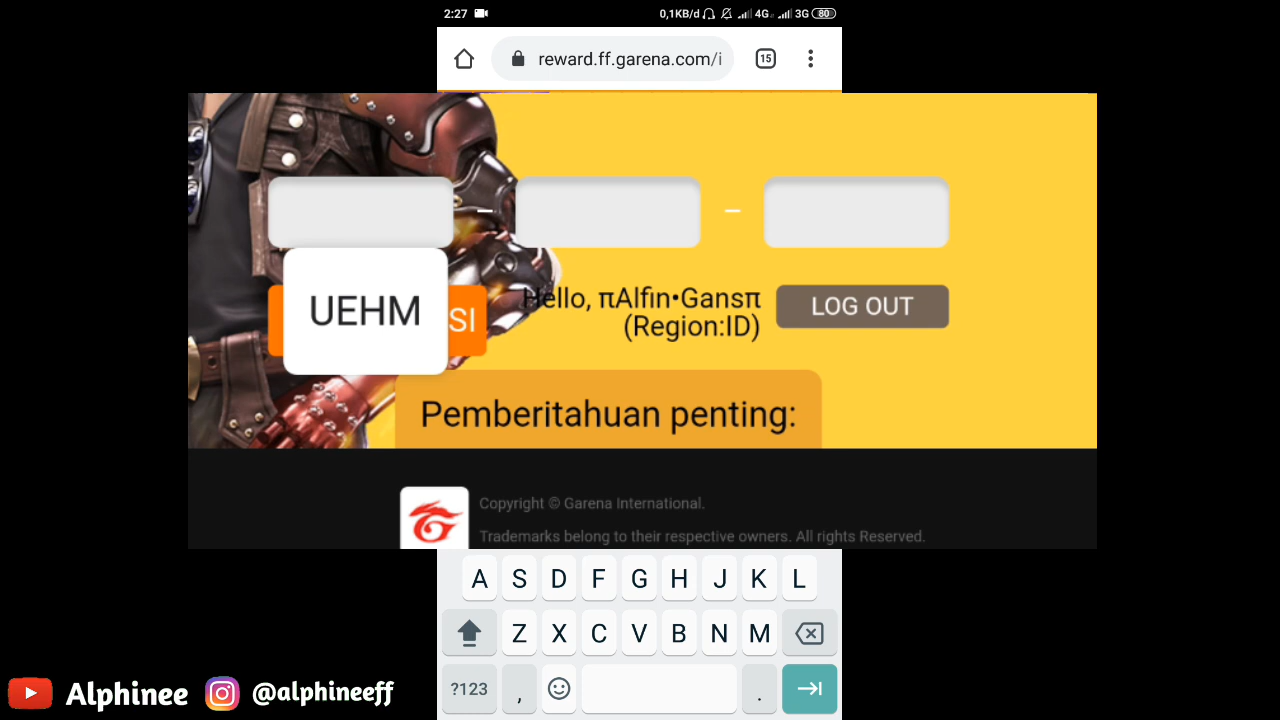 2:27 0,1KB/d 4G 3G 80
reward.ff.garena.com/i 15
UEHM
SI
Hello, πAlfin•Gansπ
(Region:ID)
LOG OUT
Pemberitahuan penting:
Copyright © Garena International.
Trademarks belong to their respective owners. All rights Reserved.
A S D F G H J K L
Z X C V B N M
?123 , .
Alphinee @alphineeff